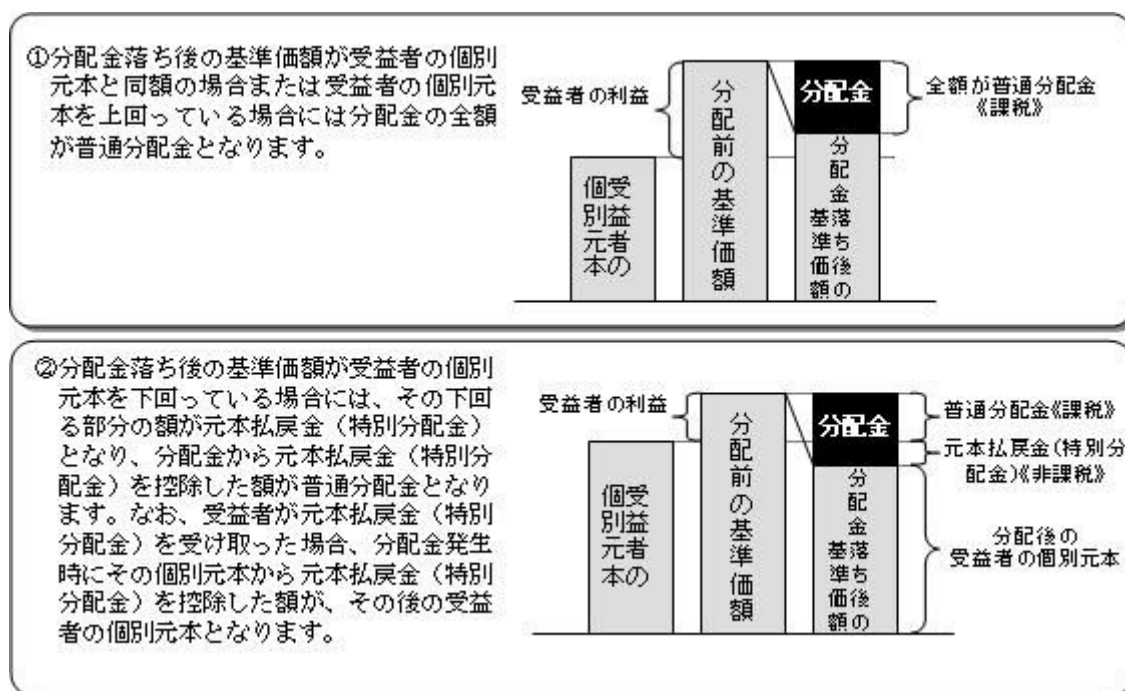 ①分配金落ち後の基準価額が受益者の個別
元本と同額の場合または受益者の個別元
本を上回っている場合には分配金の全額
が普通分配金となります。
受益者の利益
受益者の
個別元本
分配前の基準価額
分配金
分配金落ち後の
基準価額
全額が普通分配金
《課税》
②分配金落ち後の基準価額が受益者の個別
元本を下回っている場合には、その下回
る部分の額が元本払戻金（特別分配金）
となり、分配金から元本払戻金（特別分
配金）を控除した額が普通分配金となり
ます。なお、受益者が元本払戻金（特別
分配金）を受け取った場合、分配金発生
時にその個別元本から元本払戻金（特別
分配金）を控除した額が、その後の受益
者の個別元本となります。
受益者の利益
受益者の
個別元本
分配前の基準価額
分配金
分配金落ち後の
基準価額
普通分配金《課税》
元本払戻金(特別分
配金)《非課税》
分配後の
受益者の個別元本